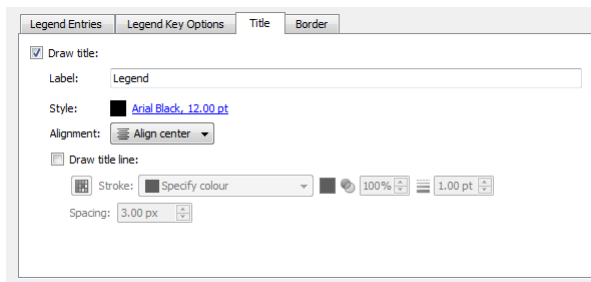 Legend Entries Legend Key Options Title Border
Draw title:
Label: Legend
Style: Arial Black, 12.00 pt
Alignment: Align center
Draw title line:
Stroke: Specify colour 100% 1.00 pt
Spacing: 3.00 px